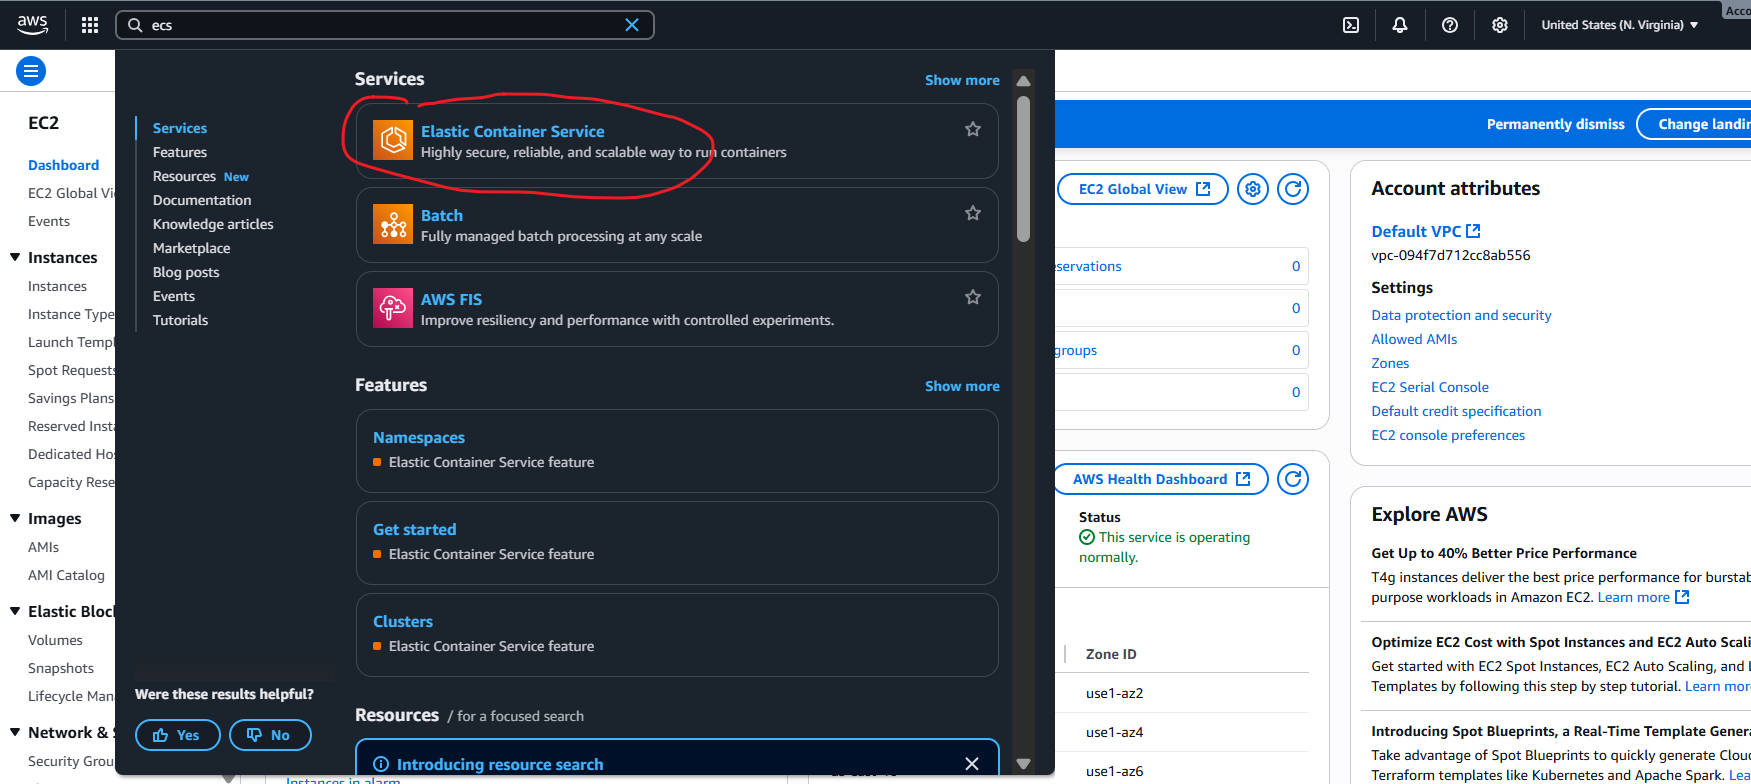 aws
ecs
United States (N. Virginia)
Acco
EC2
Dashboard
EC2 Global Vi
Events
Instances
Instances
Instance Type
Launch Templ
Spot Requests
Savings Plans
Reserved Insta
Dedicated Hos
Capacity Rese
Images
AMIs
AMI Catalog
Elastic Block
Volumes
Snapshots
Lifecycle Man
Network & S
Security Grou
Services
Features
Resources New
Documentation
Knowledge articles
Marketplace
Blog posts
Events
Tutorials
Were these results helpful?
Yes
No
Services
Show more
Elastic Container Service
Highly secure, reliable, and scalable way to run containers
Batch
Fully managed batch processing at any scale
AWS FIS
Improve resiliency and performance with controlled experiments.
Features
Show more
Namespaces
Elastic Container Service feature
Get started
Elastic Container Service feature
Clusters
Elastic Container Service feature
Resources / for a focused search
Introducing resource search
Instances in alarm
Permanently dismiss
Change landin
EC2 Global View
eservations 0
0
groups 0
0
AWS Health Dashboard
Status
This service is operating
normally.
Zone ID
use1-az2
use1-az4
use1-az6
Account attributes
Default VPC
vpc-094f7d712cc8ab556
Settings
Data protection and security
Allowed AMIs
Zones
EC2 Serial Console
Default credit specification
EC2 console preferences
Explore AWS
Get Up to 40% Better Price Performance
T4g instances deliver the best price performance for burstab
purpose workloads in Amazon EC2. Learn more
Optimize EC2 Cost with Spot Instances and EC2 Auto Scali
Get started with EC2 Spot Instances, EC2 Auto Scaling, and L
Templates by following this step by step tutorial. Learn mor
Introducing Spot Blueprints, a Real-Time Template Genera
Take advantage of Spot Blueprints to quickly generate Cloud
Terraform templates like Kubernetes and Apache Spark. Lea